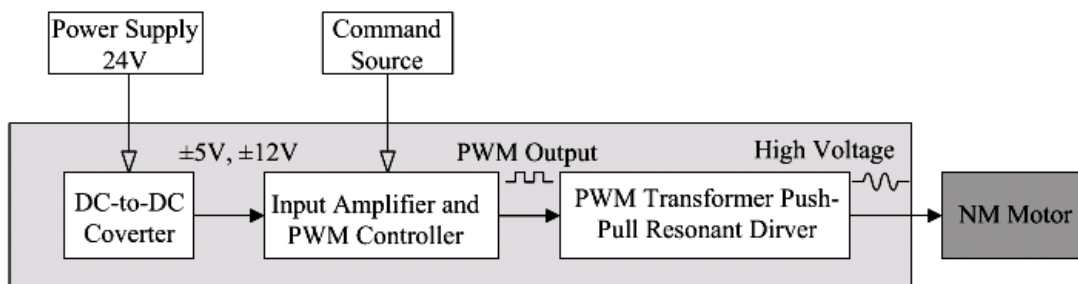 Power Supply
24V
Command
Source
±5V, ±12V
PWM Output
High Voltage
DC-to-DC
Coverter
Input Amplifier and
PWM Controller
PWM Transformer Push-
Pull Resonant Dirver
NM Motor